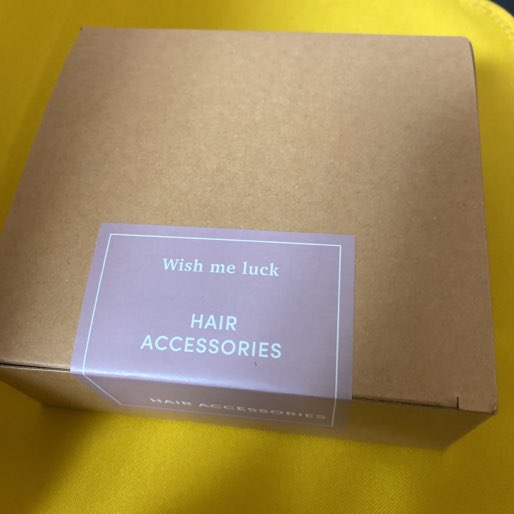 Wish me luck
HAIR
ACCESSORIES
HAIR ACCESSORIES